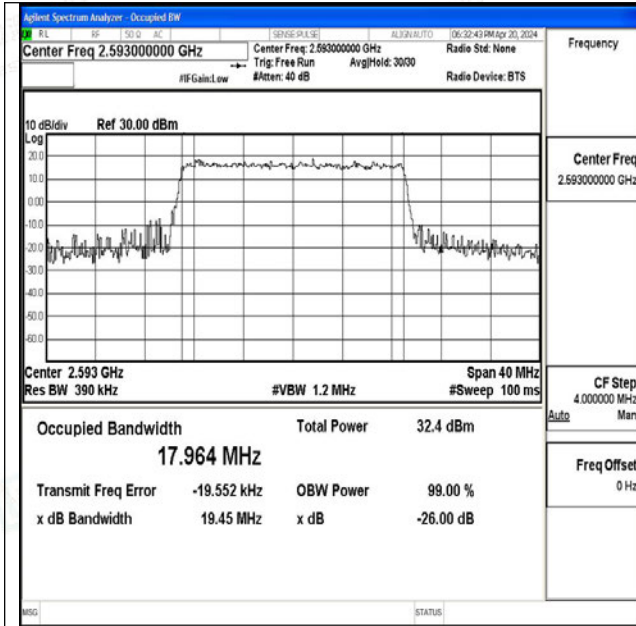 Agilent Spectrum Analyzer - Occupied BW
RL RF 50 Ω AC SENSE:PULSE ALIGN AUTO 06:32:43 PM Apr 20, 2024
Center Freq 2.593000000 GHz Center Freq: 2.593000000 GHz Radio Std: None Frequency
Trig: Free Run Avg|Hold: 30/30
#IFGain:Low #Atten: 40 dB Radio Device: BTS
10 dB/div Ref 30.00 dBm
Log
20.0
10.0
0.00
-10.0
-20.0
-30.0
-40.0
-50.0
-60.0
Center Freq
2.593000000 GHz
Center 2.593 GHz Span 40 MHz
Res BW 390 kHz #VBW 1.2 MHz #Sweep 100 ms
CF Step
4.000000 MHz
Auto Man
Occupied Bandwidth Total Power 32.4 dBm
17.964 MHz
Transmit Freq Error -19.552 kHz OBW Power 99.00 %
x dB Bandwidth 19.45 MHz x dB -26.00 dB
Freq Offset
0 Hz
MSG STATUS